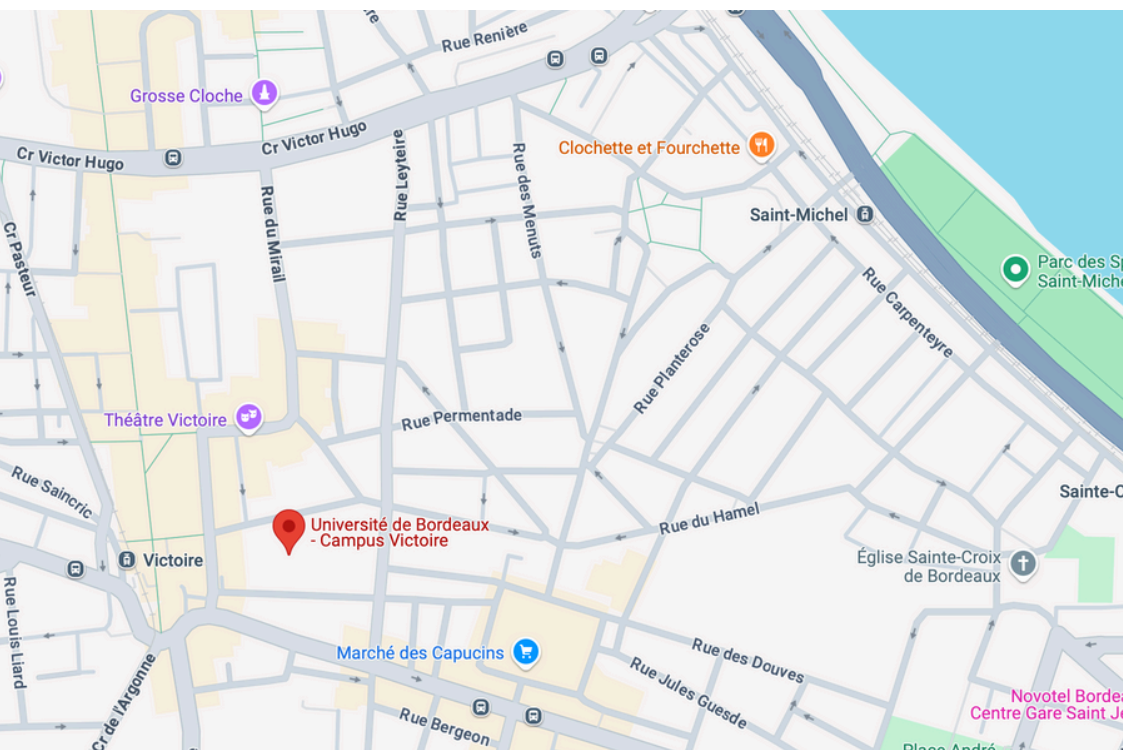 Rue Renière
Grosse Cloche
Cr Victor Hugo
Cr Victor Hugo
Clochette et Fourchette
Rue Leyteire
Rue des Menuts
Rue du Mirail
Saint-Michel
Cr Pasteur
Parc des
Saint-Miche
Rue Carpenteyre
Rue Planterose
Théâtre Victoire
Rue Permentade
Rue Saincric
Sainte-C
Université de Bordeaux
- Campus Victoire
Rue du Hamel
Victoire
Église Sainte-Croix
de Bordeaux
Rue Louis Liard
Marché des Capucins
Rue des Douves
Rue Jules Guesde
Cr de l'Argonne
Novotel Bordea
Centre Gare Saint Je
Rue Bergeon
Place André